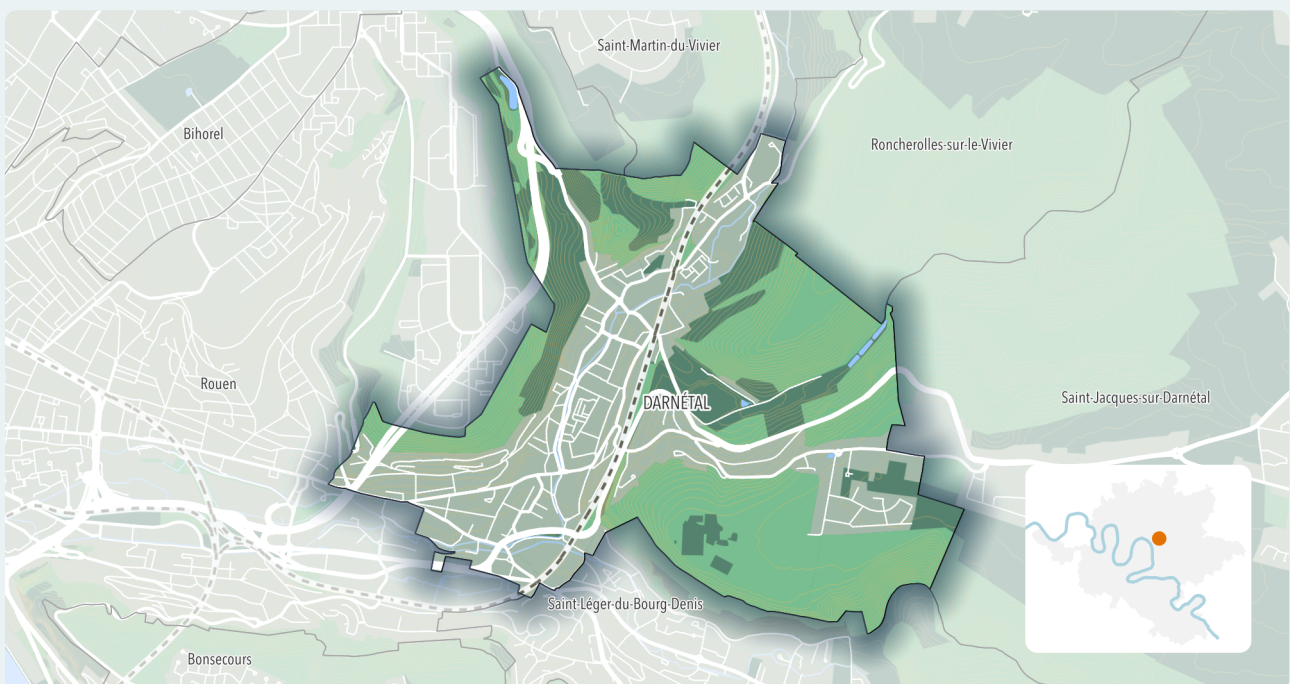 Saint-Martin-du-Vivier
Bihorel
Roncherolles-sur-le-Vivier
Rouen
Saint-Jacques-sur-Darnétal
DARNÉTAL
Saint-Léger-du-Bourg-Denis
Bonsecours